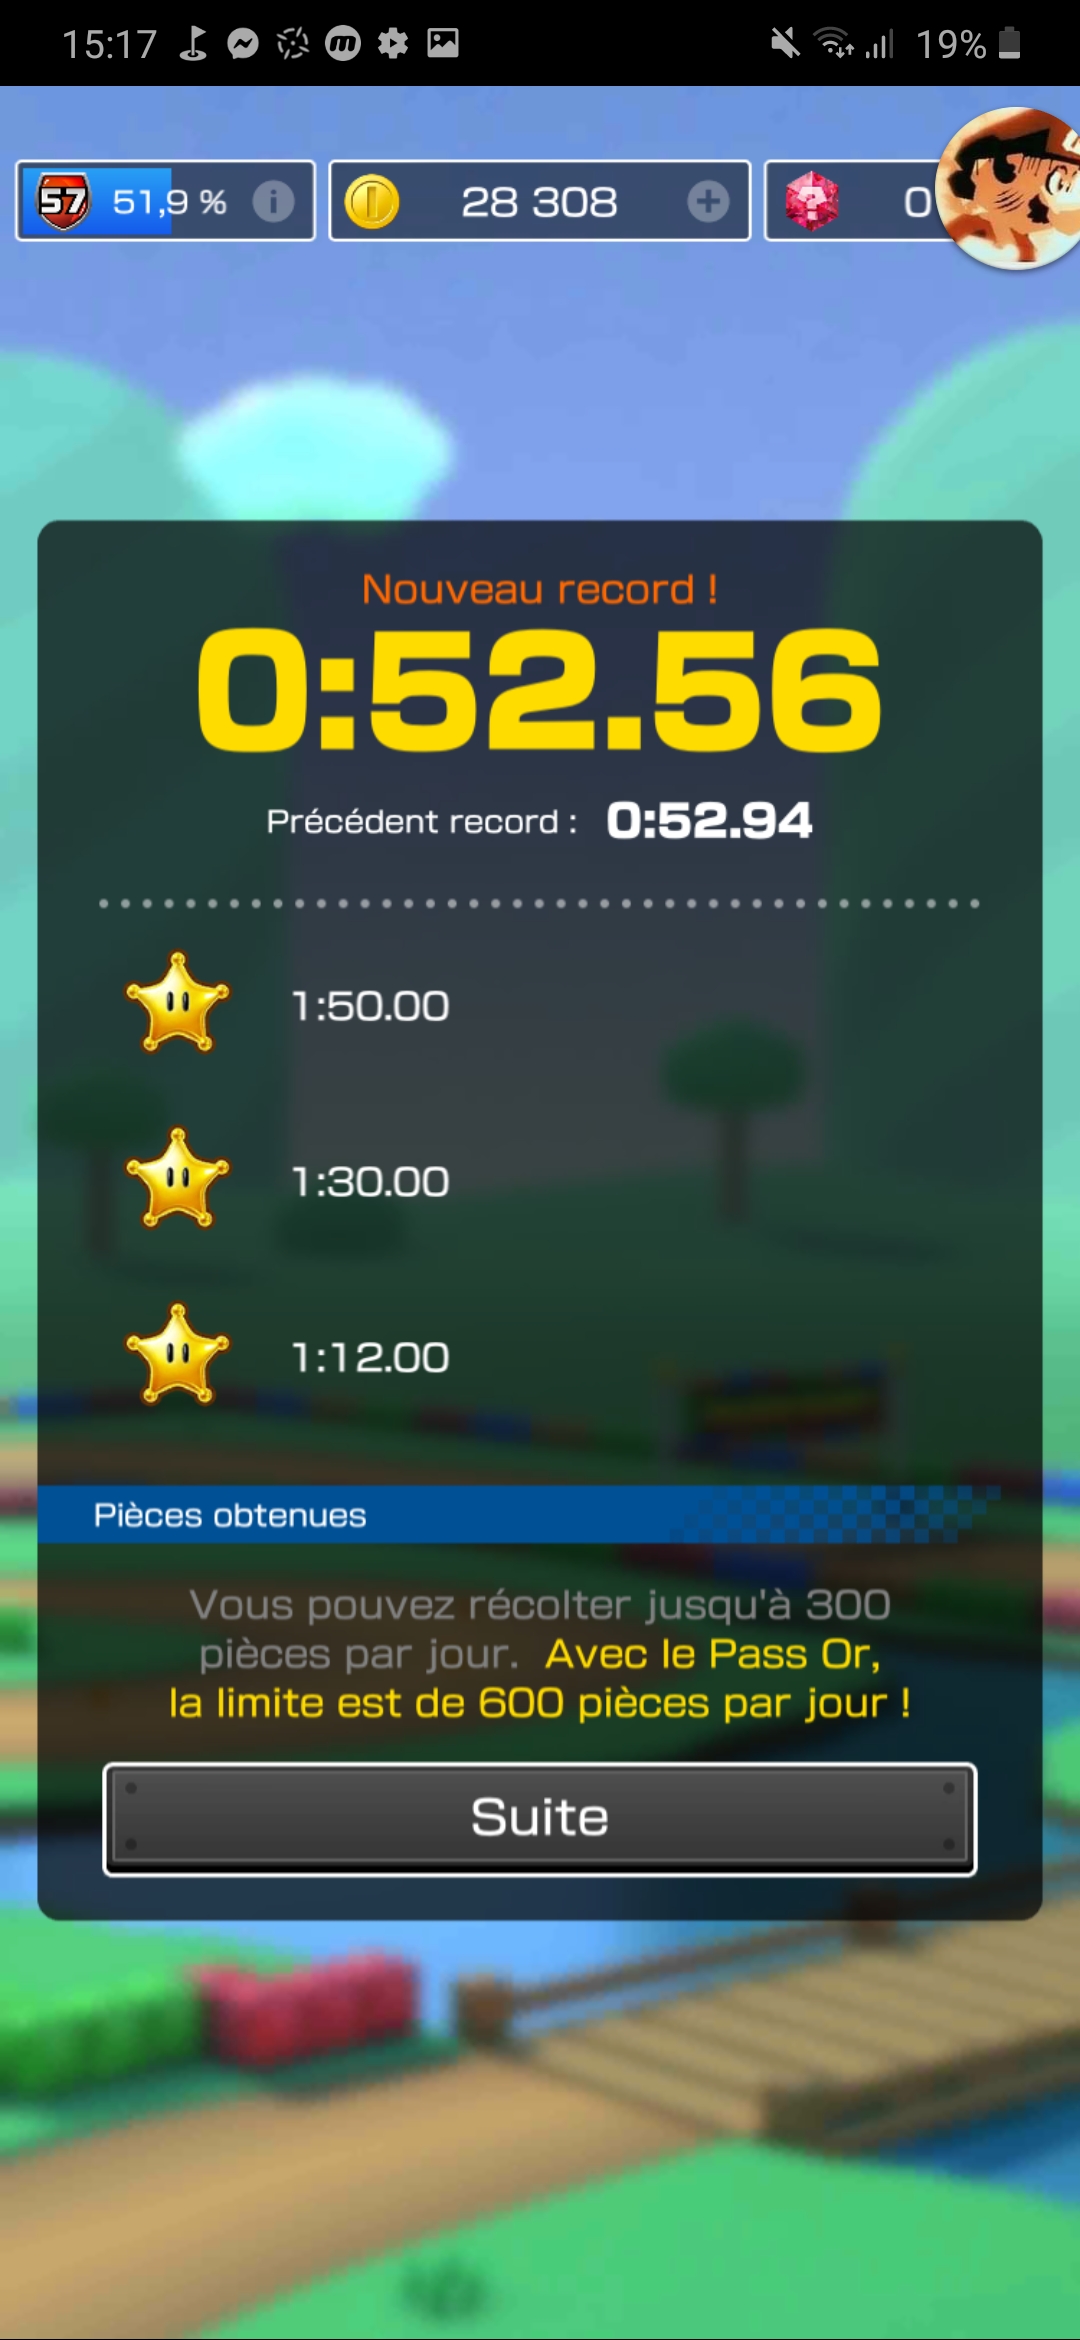 15:17
19%
57 51,9 %
28 308
0
Nouveau record !
0:52.56
Précédent record : 0:52.94
1:50.00
1:30.00
1:12.00
Pièces obtenues
Vous pouvez récolter jusqu'à 300
pièces par jour. Avec le Pass Or,
la limite est de 600 pièces par jour !
Suite